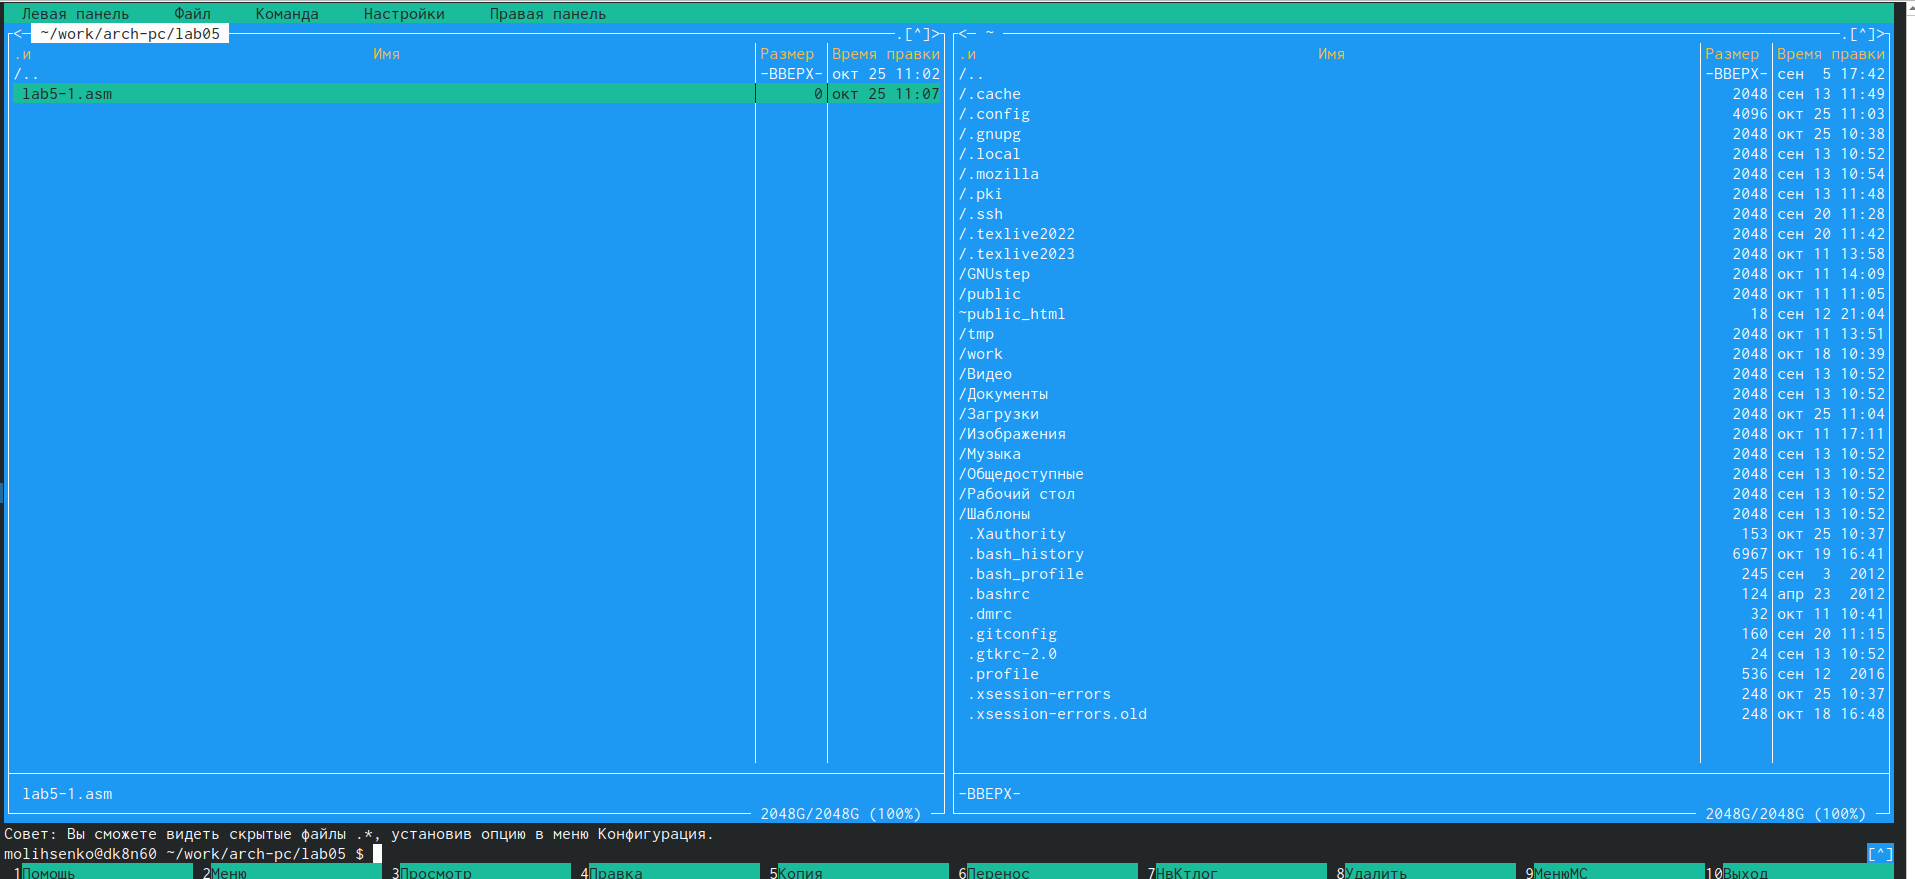 Левая панель Файл Команда Настройки Правая панель
<─ ~/work/arch-pc/lab05 .[^]>
.и Имя Размер Время правки
/.. -ВВЕРХ- окт 25 11:02
lab5-1.asm 0 окт 25 11:07
lab5-1.asm
2048G/2048G (100%)
<─ ~ .[^]>
.и Имя Размер Время правки
/.. -ВВЕРХ- сен 5 17:42
/.cache 2048 сен 13 11:49
/.config 4096 окт 25 11:03
/.gnupg 2048 окт 25 10:38
/.local 2048 сен 13 10:52
/.mozilla 2048 сен 13 10:54
/.pki 2048 сен 13 11:48
/.ssh 2048 сен 20 11:28
/.texlive2022 2048 сен 20 11:42
/.texlive2023 2048 окт 11 13:58
/GNUstep 2048 окт 11 14:09
/public 2048 окт 11 11:05
~public_html 18 сен 12 21:04
/tmp 2048 окт 11 13:51
/work 2048 окт 18 10:39
/Видео 2048 сен 13 10:52
/Документы 2048 сен 13 10:52
/Загрузки 2048 окт 25 11:04
/Изображения 2048 окт 11 17:11
/Музыка 2048 сен 13 10:52
/Общедоступные 2048 сен 13 10:52
/Рабочий стол 2048 сен 13 10:52
/Шаблоны 2048 сен 13 10:52
.Xauthority 153 окт 25 10:37
.bash_history 6967 окт 19 16:41
.bash_profile 245 сен 3 2012
.bashrc 124 апр 23 2012
.dmrc 32 окт 11 10:41
.gitconfig 160 сен 20 11:15
.gtkrc-2.0 24 сен 13 10:52
.profile 536 сен 12 2016
.xsession-errors 248 окт 25 10:37
.xsession-errors.old 248 окт 18 16:48
-ВВЕРХ-
2048G/2048G (100%)
Совет: Вы сможете видеть скрытые файлы .*, установив опцию в меню Конфигурация.
molihsenko@dk8n60 ~/work/arch-pc/lab05 $ [^]
1Помощь 2Меню 3Просмотр 4Правка 5Копия 6Перенос 7НвКтлог 8Удалить 9МенюМС 10Выход